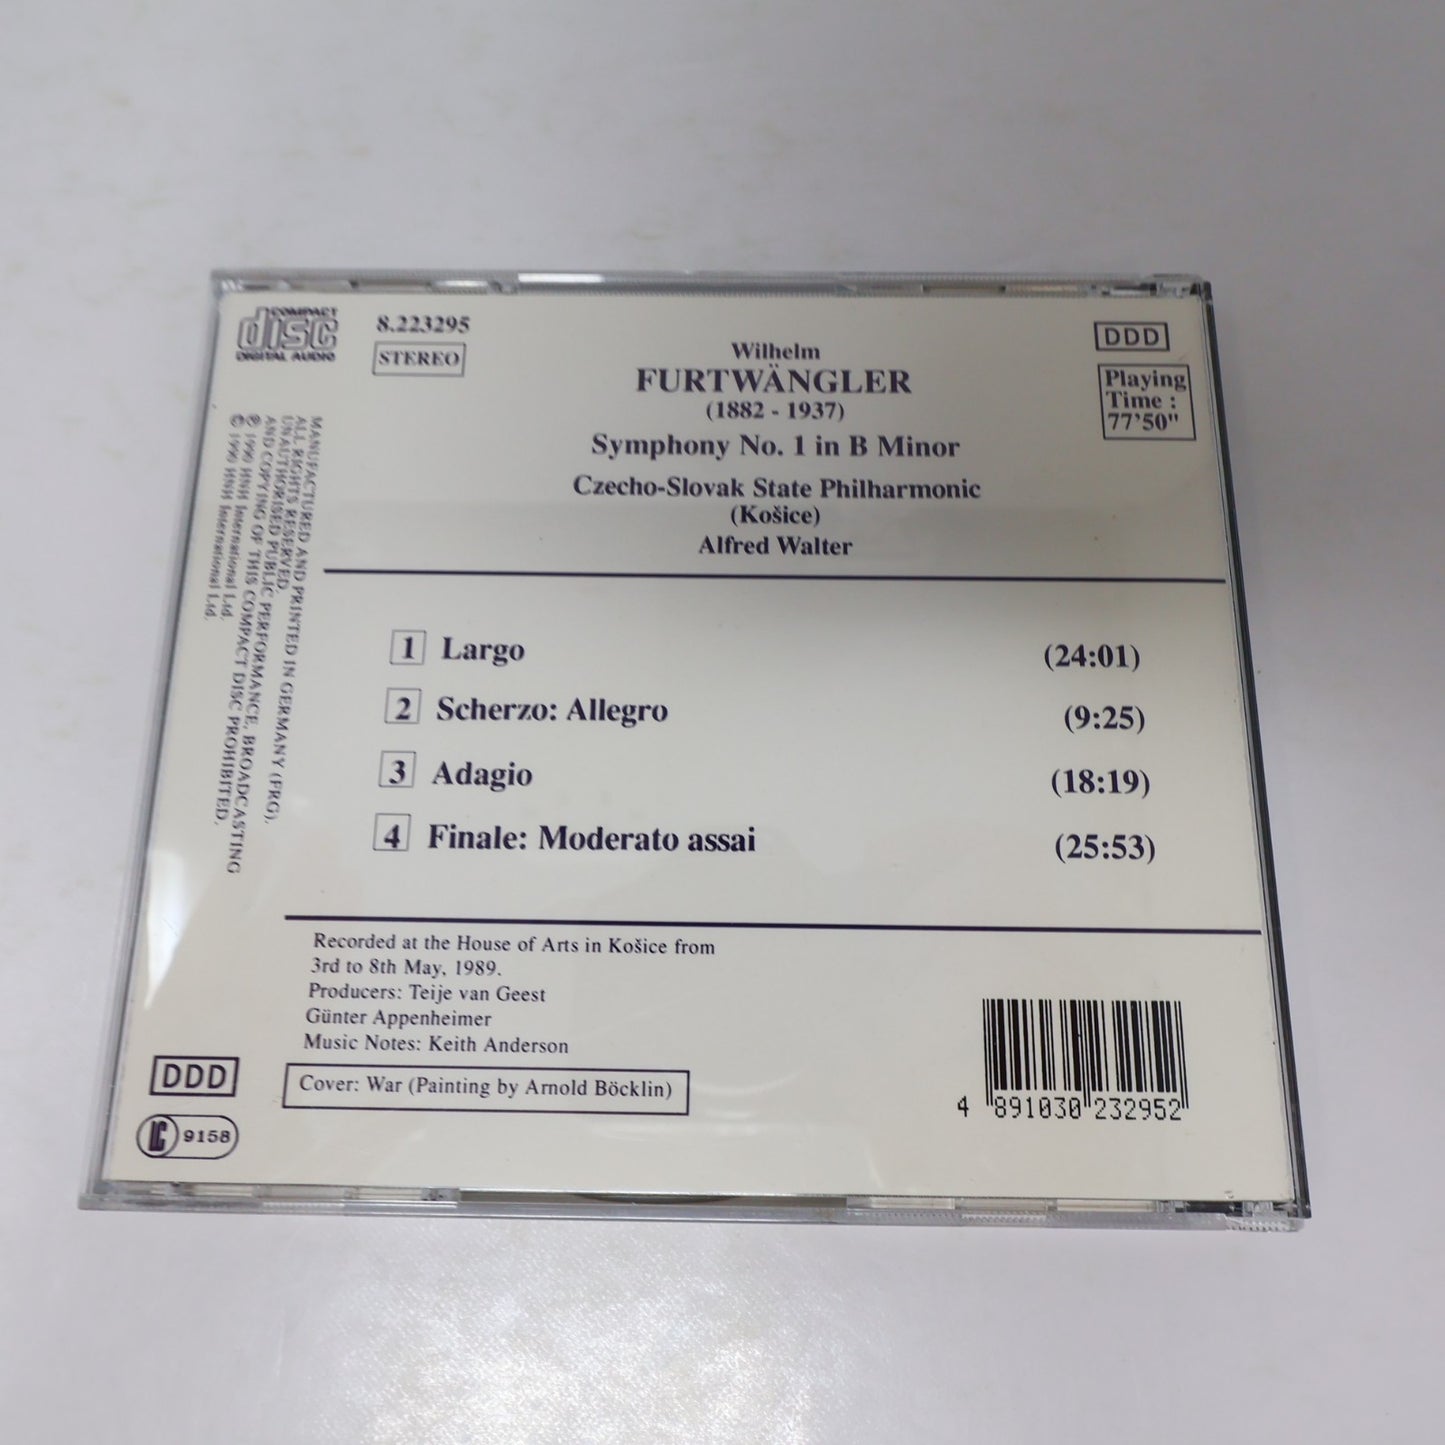 COMPACT
disc
DIGITAL AUDIO
8.223295
STEREO
Wilhelm
FURTWÄNGLER
(1882 - 1937)
Symphony No. 1 in B Minor
Czecho-Slovak State Philharmonic
(Košice)
Alfred Walter
DDD
Playing
Time :
77'50"
MANUFACTURED AND PRINTED IN GERMANY (FRG).
ALL RIGHTS RESERVED.
UNAUTHORISED PUBLIC PERFORMANCE, BROADCASTING
AND COPYING OF THIS COMPACT DISC PROHIBITED.
℗ 1990 HNH International Ltd.
© 1990 HNH International Ltd.
1 Largo (24:01)
2 Scherzo: Allegro (9:25)
3 Adagio (18:19)
4 Finale: Moderato assai (25:53)
Recorded at the House of Arts in Košice from
3rd to 8th May, 1989.
Producers: Teije van Geest
Günter Appenheimer
Music Notes: Keith Anderson
Cover: War (Painting by Arnold Böcklin)
DDD
LC 9158
4 891030 232952